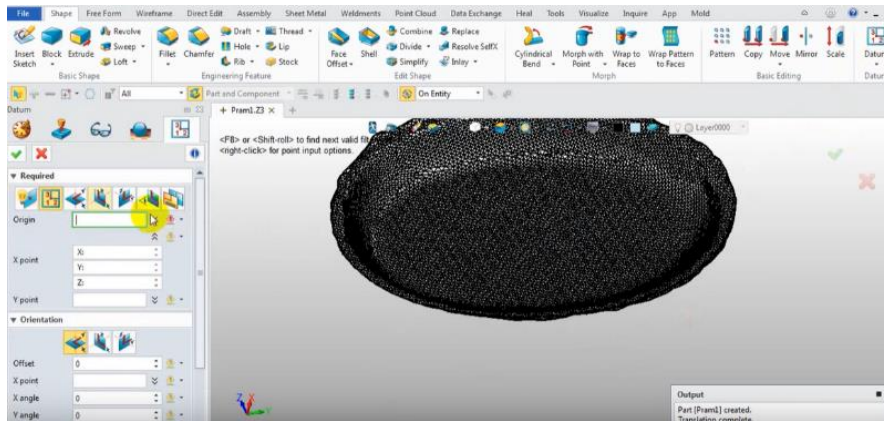 File Shape Free Form Wireframe Direct Edit Assembly Sheet Metal Weldments Point Cloud Data Exchange Heal Tools Visualize Inquire App Mold
Revolve Draft Thread Combine Replace
Sweep Hole Lip Divide Resolve SelfX
Loft Rib Stock Simplify Inlay
Insert Sketch Block Extrude Fillet Chamfer Face Offset Shell Cylindrical Bend Morph with Point Wrap to Faces Wrap Pattern to Faces Pattern Copy Move Mirror Scale Datum
Basic Shape Engineering Feature Edit Shape Morph Basic Editing
All Part and Component On Entity
Datum
Pram1.Z3
<F8> or <Shift-roll> to find next valid
<right-click> for point input options.
Layer0000
Required
Origin
X point
X:
Y:
Z:
Y point
Orientation
Offset 0
X point
X angle 0
Y angle 0
Output
Part [Pram1] created.
Translation complete.